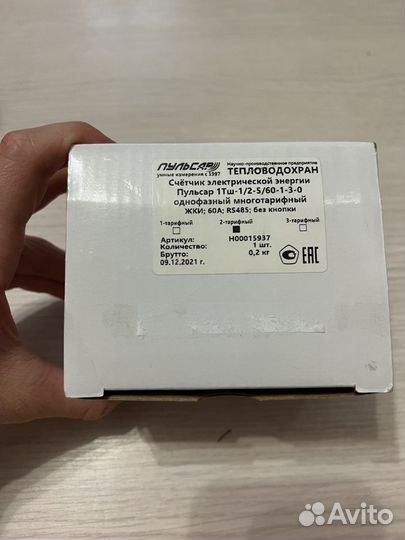 ПУЛЬСАР
умные измерения с 1997
Научно-производственное предприятие
ТЕПЛОВОДОХРАН
Счётчик электрической энергии
Пульсар 1Тш-1/2-5/60-1-3-0
однофазный многотарифный
ЖКИ; 60А; RS485; без кнопки
1-тарифный 2-тарифный 3-тарифный
Артикул: Н00015937
Количество: 1 шт.
Брутто: 0,2 кг
09.12.2021 г.
ЕАС
Avito